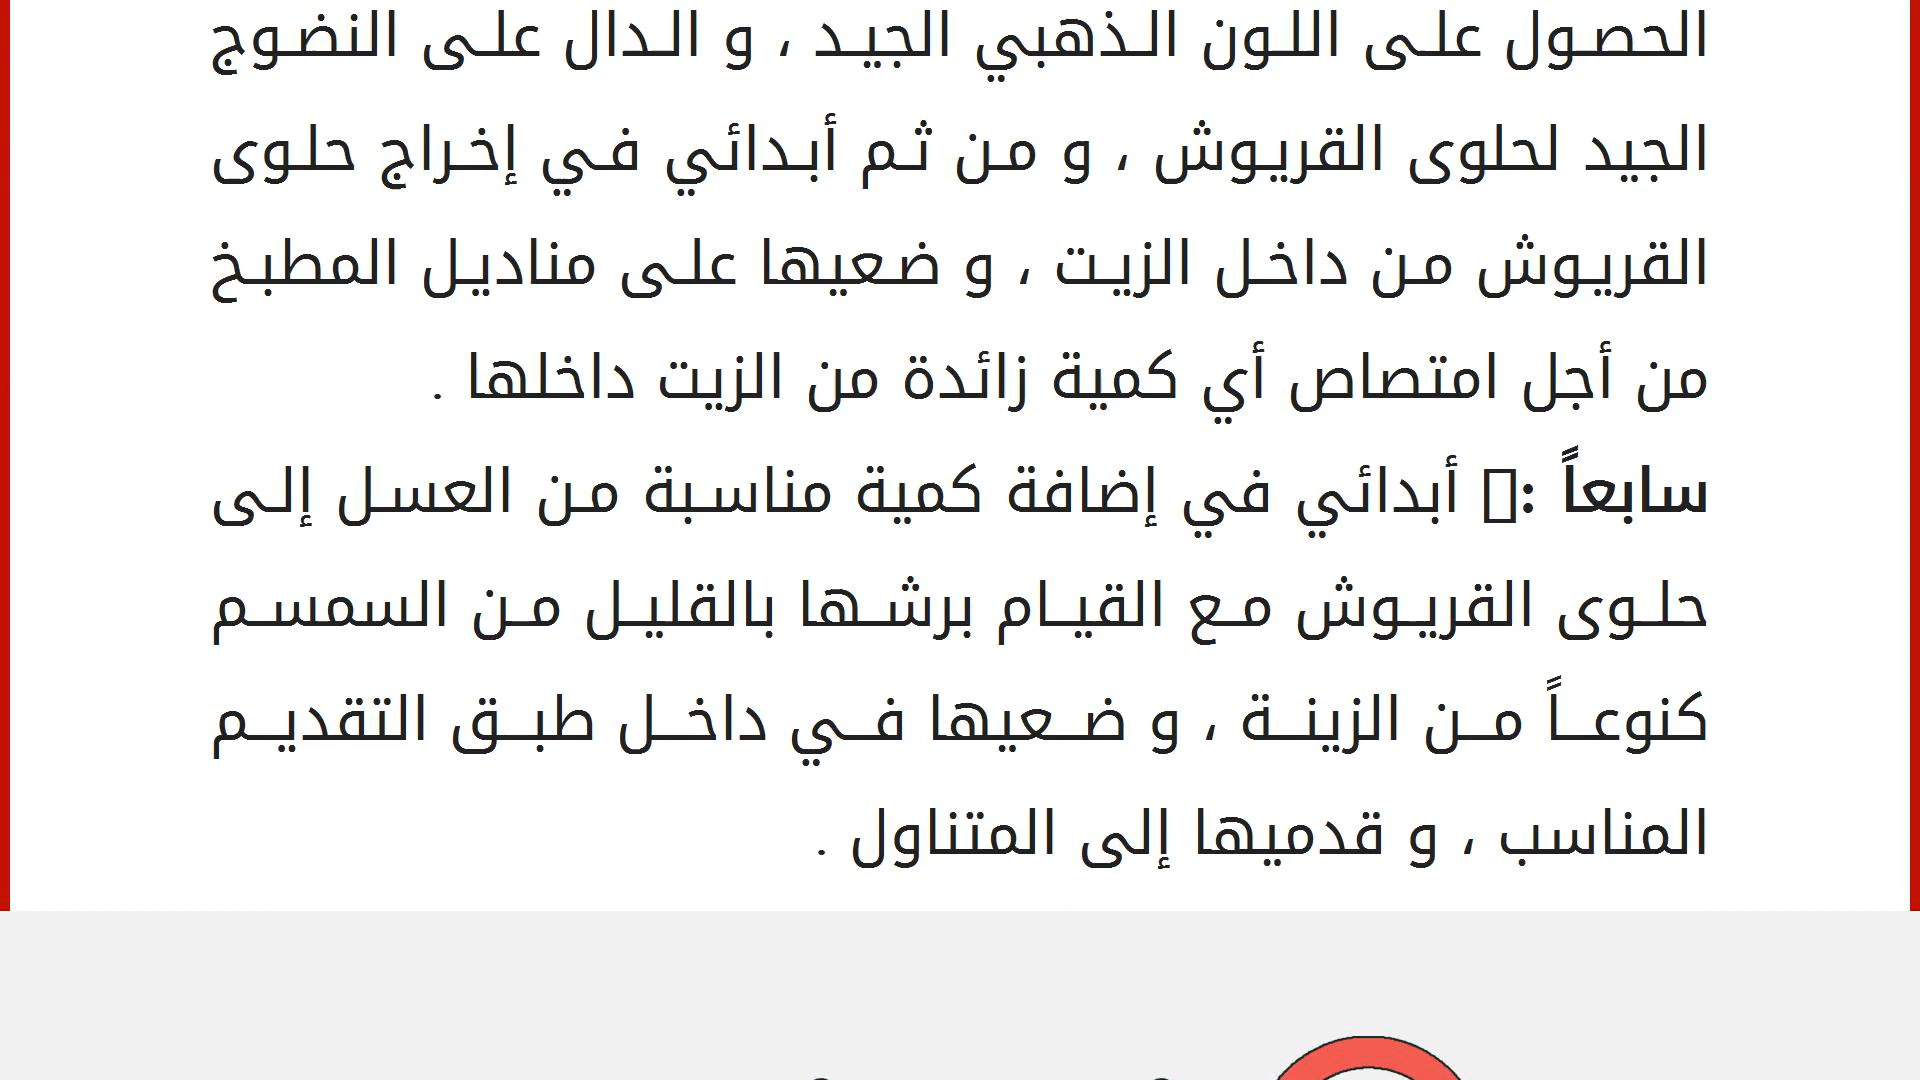 الحصول على اللون الذهبي الجيد ، و الدال على النضوج
الجيد لحلوى القريوش ، و من ثم أبدائي في إخراج حلوى
القريوش من داخل الزيت ، و ضعيها على مناديل المطبخ
من أجل امتصاص أي كمية زائدة من الزيت داخلها .
سابعاً : أبدائي في إضافة كمية مناسبة من العسل إلى
حلوى القريوش مع القيام برشها بالقليل من السمسم
كنوعاً من الزينة ، و ضعيها في داخل طبق التقديم
المناسب ، و قدميها إلى المتناول .